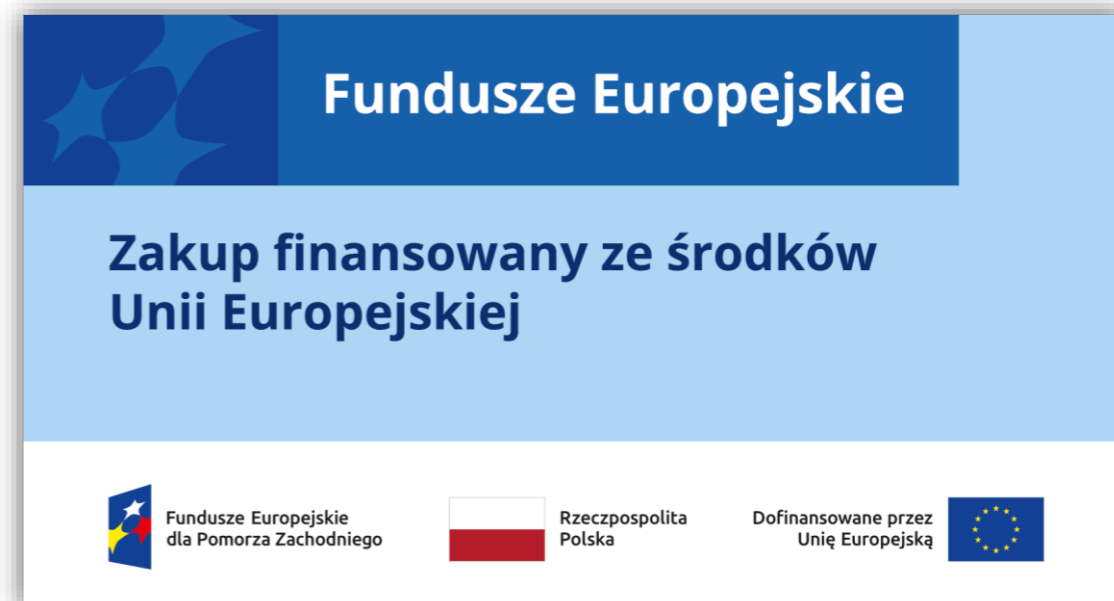 Fundusze Europejskie
Zakup finansowany ze środków
Unii Europejskiej
Fundusze Europejskie
dla Pomorza Zachodniego
Rzeczpospolita
Polska
Dofinansowane przez
Unię Europejską